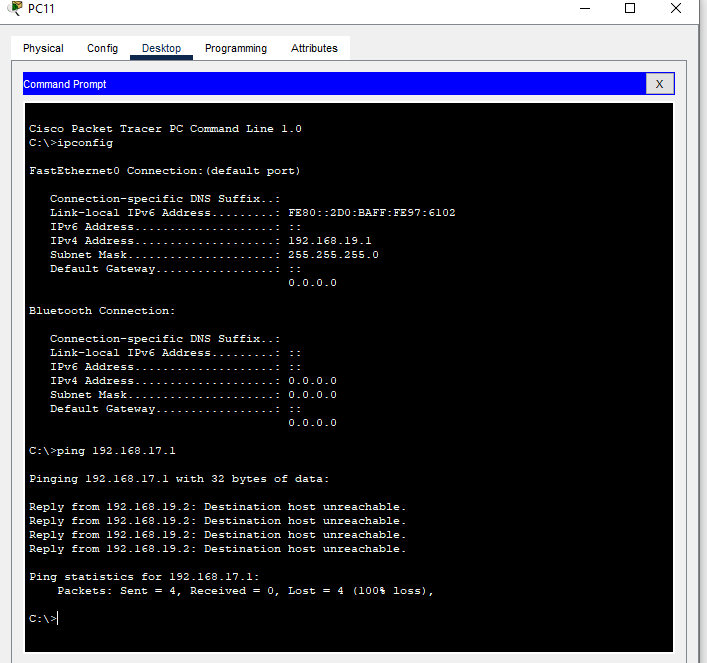 PC11
Physical Config Desktop Programming Attributes
Command Prompt X
Cisco Packet Tracer PC Command Line 1.0
C:\>ipconfig
FastEthernet0 Connection:(default port)
Connection-specific DNS Suffix..:
Link-local IPv6 Address.........: FE80::2D0:BAFF:FE97:6102
IPv6 Address....................: ::
IPv4 Address....................: 192.168.19.1
Subnet Mask.....................: 255.255.255.0
Default Gateway.................: ::
0.0.0.0
Bluetooth Connection:
Connection-specific DNS Suffix..:
Link-local IPv6 Address.........: ::
IPv6 Address....................: ::
IPv4 Address....................: 0.0.0.0
Subnet Mask.....................: 0.0.0.0
Default Gateway.................: ::
0.0.0.0
C:\>ping 192.168.17.1
Pinging 192.168.17.1 with 32 bytes of data:
Reply from 192.168.19.2: Destination host unreachable.
Reply from 192.168.19.2: Destination host unreachable.
Reply from 192.168.19.2: Destination host unreachable.
Reply from 192.168.19.2: Destination host unreachable.
Ping statistics for 192.168.17.1:
Packets: Sent = 4, Received = 0, Lost = 4 (100% loss),
C:\>